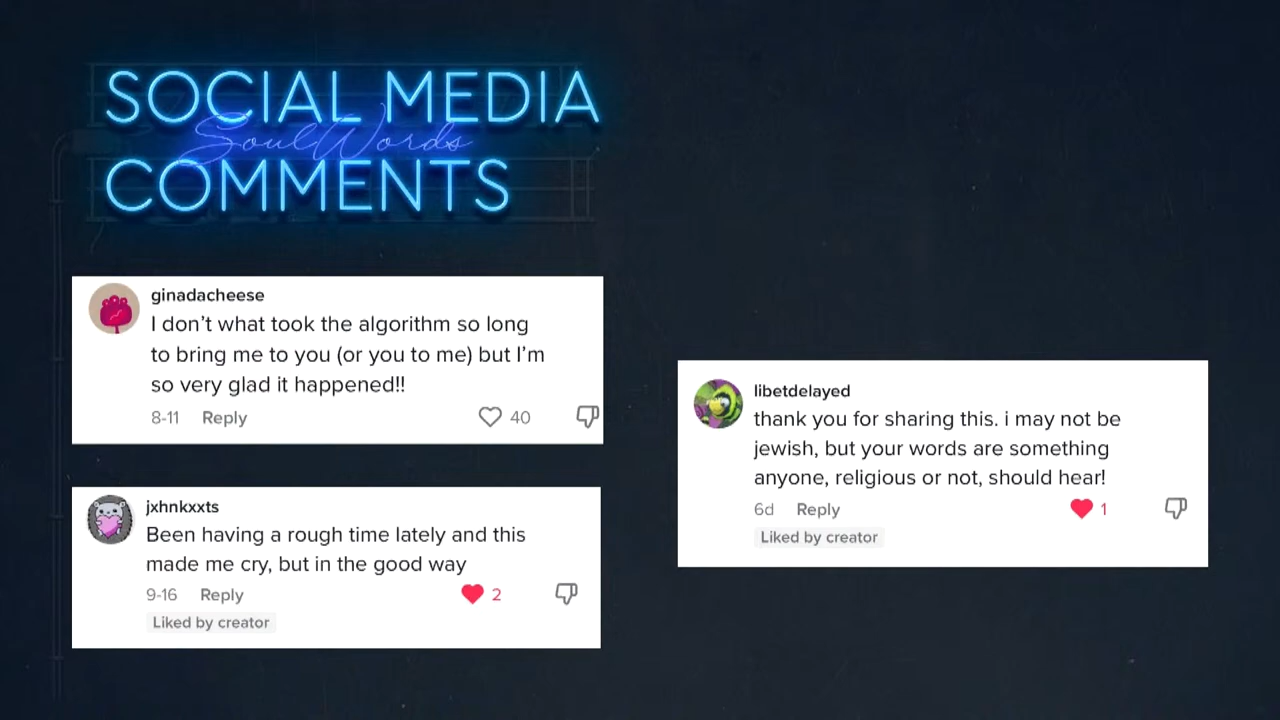 SOCIAL MEDIA
SoulWords
COMMENTS
ginadacheese
I don’t what took the algorithm so long
to bring me to you (or you to me) but I’m
so very glad it happened!!
8-11 Reply 40
jxhnkxxts
Been having a rough time lately and this
made me cry, but in the good way
9-16 Reply 2
Liked by creator
libetdelayed
thank you for sharing this. i may not be
jewish, but your words are something
anyone, religious or not, should hear!
6d Reply 1
Liked by creator